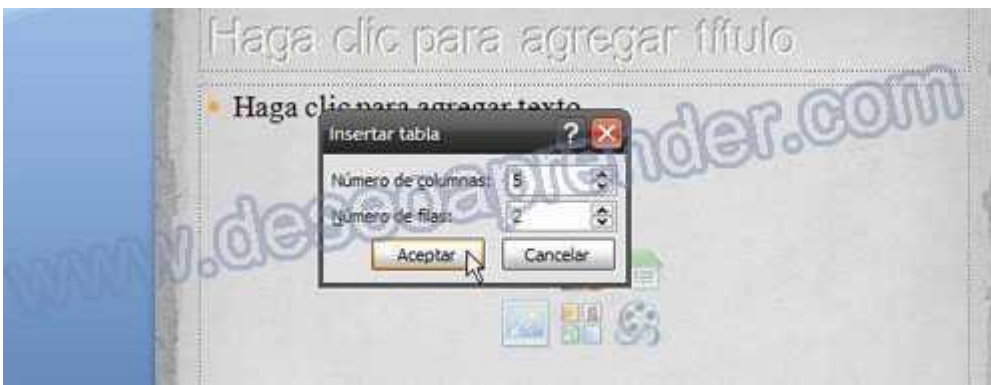 Haga clic para agregar título
• Haga clic para agregar texto
Insertar tabla ?
Número de columnas: 5
Número de filas: 2
Aceptar Cancelar
www.deseoaprender.com